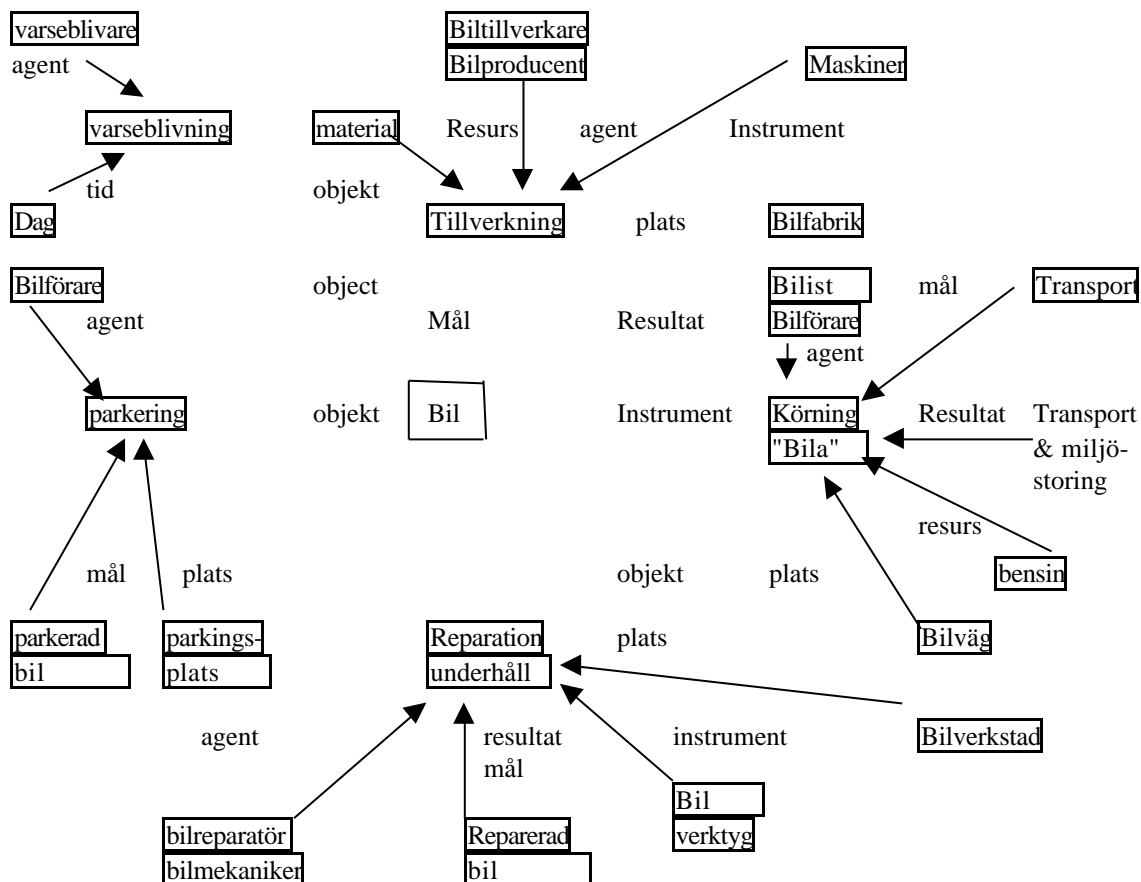 varseblivare Biltillverkare
agent Bilproducent Maskiner
varseblivning material Resurs agent Instrument
tid objekt
Dag Tillverkning plats Bilfabrik
Bilförare object Bilist mål Transport
agent Mål Resultat Bilförare
agent
parkering objekt Bil Instrument Körning Resultat Transport
"Bila" & miljö-
storing
resurs
mål plats objekt plats bensin
parkerad parkings- Reparation plats Bilväg
bil plats underhåll
agent resultat instrument Bilverkstad
mål
Bil
bilreparatör Reparerad verktyg
bilmekaniker bil